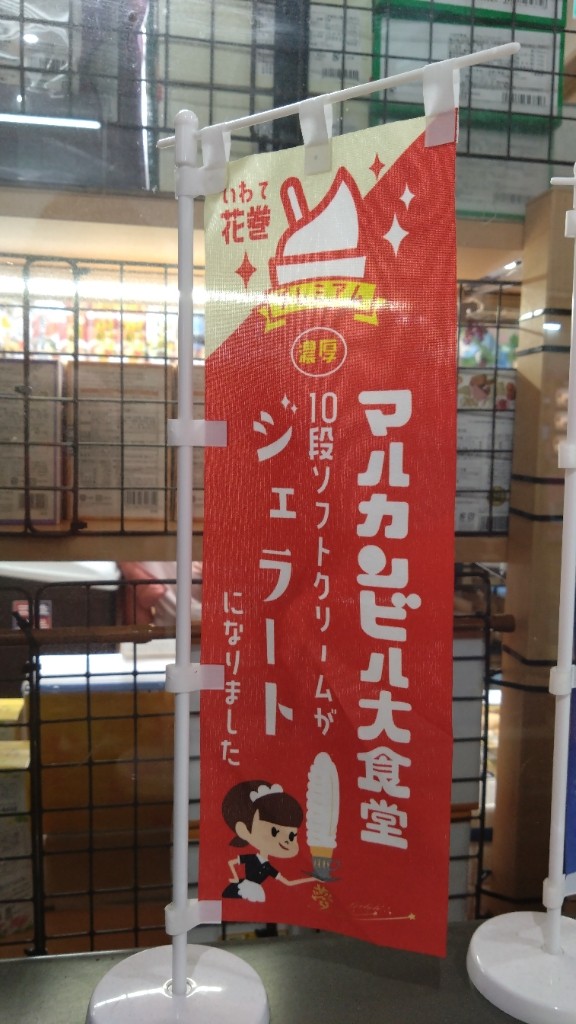 いわて
花巻
プレミアム
濃厚
マルカンビル大食堂
10段ソフトクリームが
ジェラート
になりました